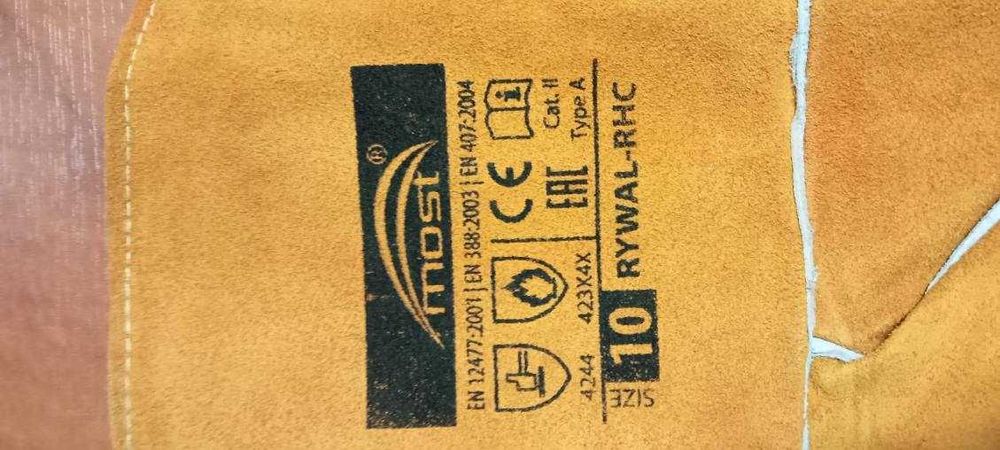 most®
EN 12477:2001 | EN 388:2003 | EN 407:2004
CE
i
4244
423X4X
EAC
Cat. II
Type A
SIZE
10
RYWAL-RHC